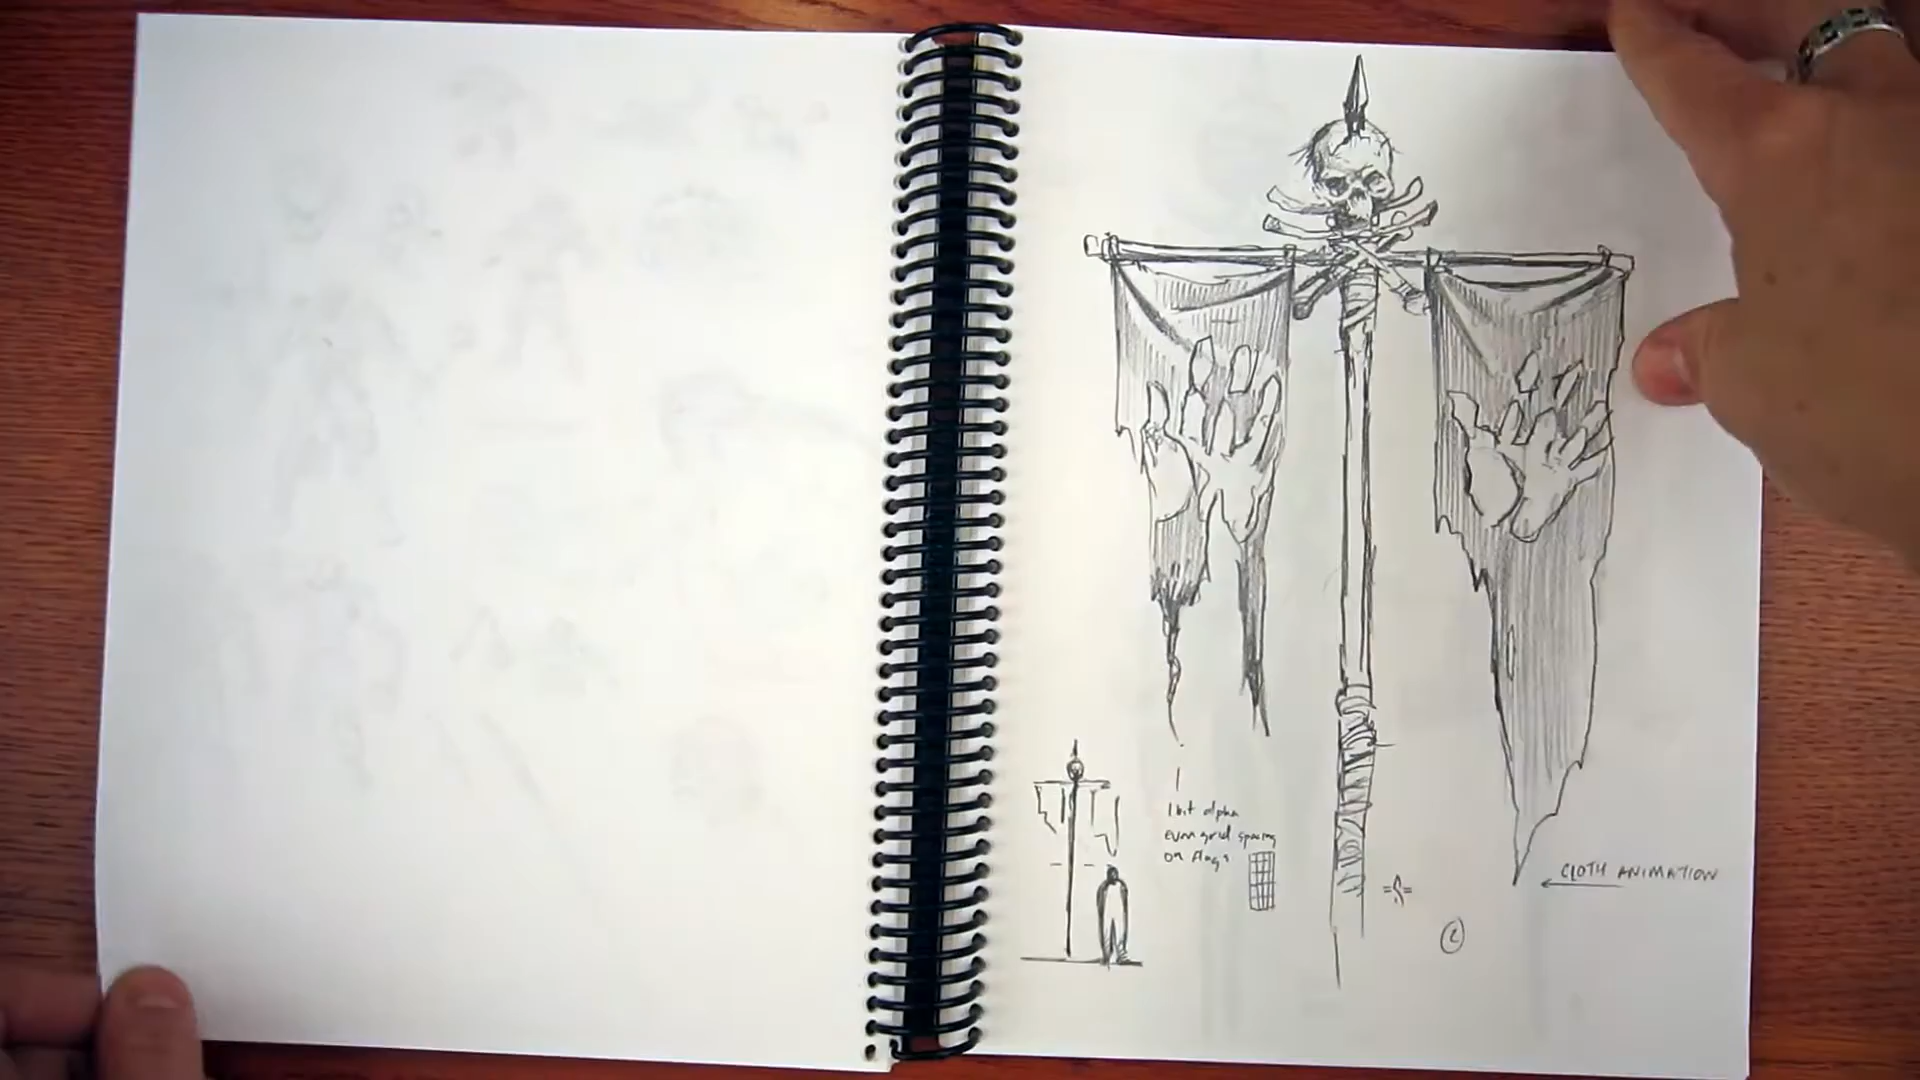 1 bit alpha
even grid spacing
on flags
CLOTH ANIMATION